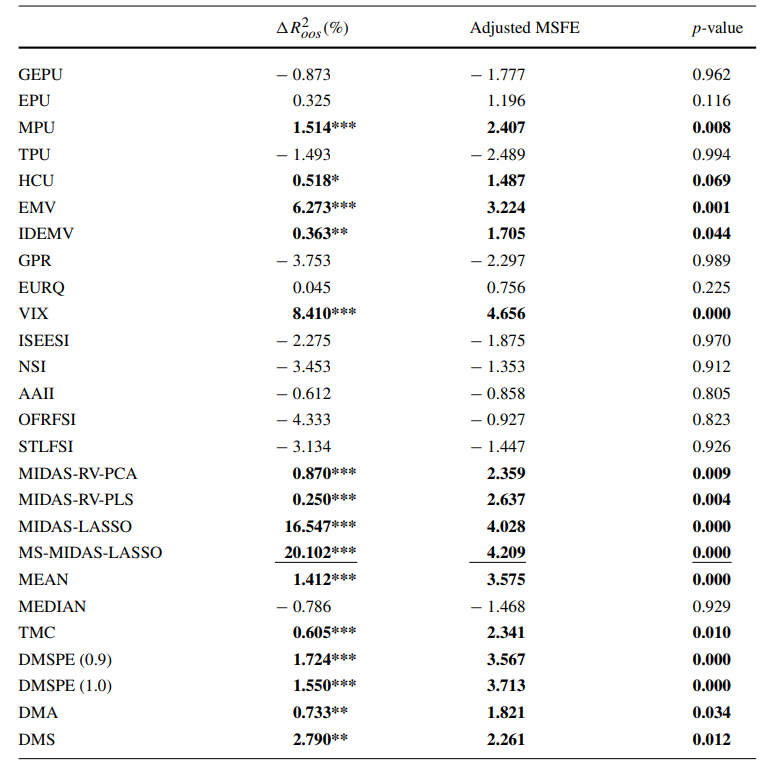 ΔR²oos(%) Adjusted MSFE p-value
GEPU − 0.873 − 1.777 0.962
EPU 0.325 1.196 0.116
MPU 1.514*** 2.407 0.008
TPU − 1.493 − 2.489 0.994
HCU 0.518* 1.487 0.069
EMV 6.273*** 3.224 0.001
IDEMV 0.363** 1.705 0.044
GPR − 3.753 − 2.297 0.989
EURQ 0.045 0.756 0.225
VIX 8.410*** 4.656 0.000
ISEESI − 2.275 − 1.875 0.970
NSI − 3.453 − 1.353 0.912
AAII − 0.612 − 0.858 0.805
OFRFSI − 4.333 − 0.927 0.823
STLFSI − 3.134 − 1.447 0.926
MIDAS-RV-PCA 0.870*** 2.359 0.009
MIDAS-RV-PLS 0.250*** 2.637 0.004
MIDAS-LASSO 16.547*** 4.028 0.000
MS-MIDAS-LASSO 20.102*** 4.209 0.000
MEAN 1.412*** 3.575 0.000
MEDIAN − 0.786 − 1.468 0.929
TMC 0.605*** 2.341 0.010
DMSPE (0.9) 1.724*** 3.567 0.000
DMSPE (1.0) 1.550*** 3.713 0.000
DMA 0.733** 1.821 0.034
DMS 2.790** 2.261 0.012